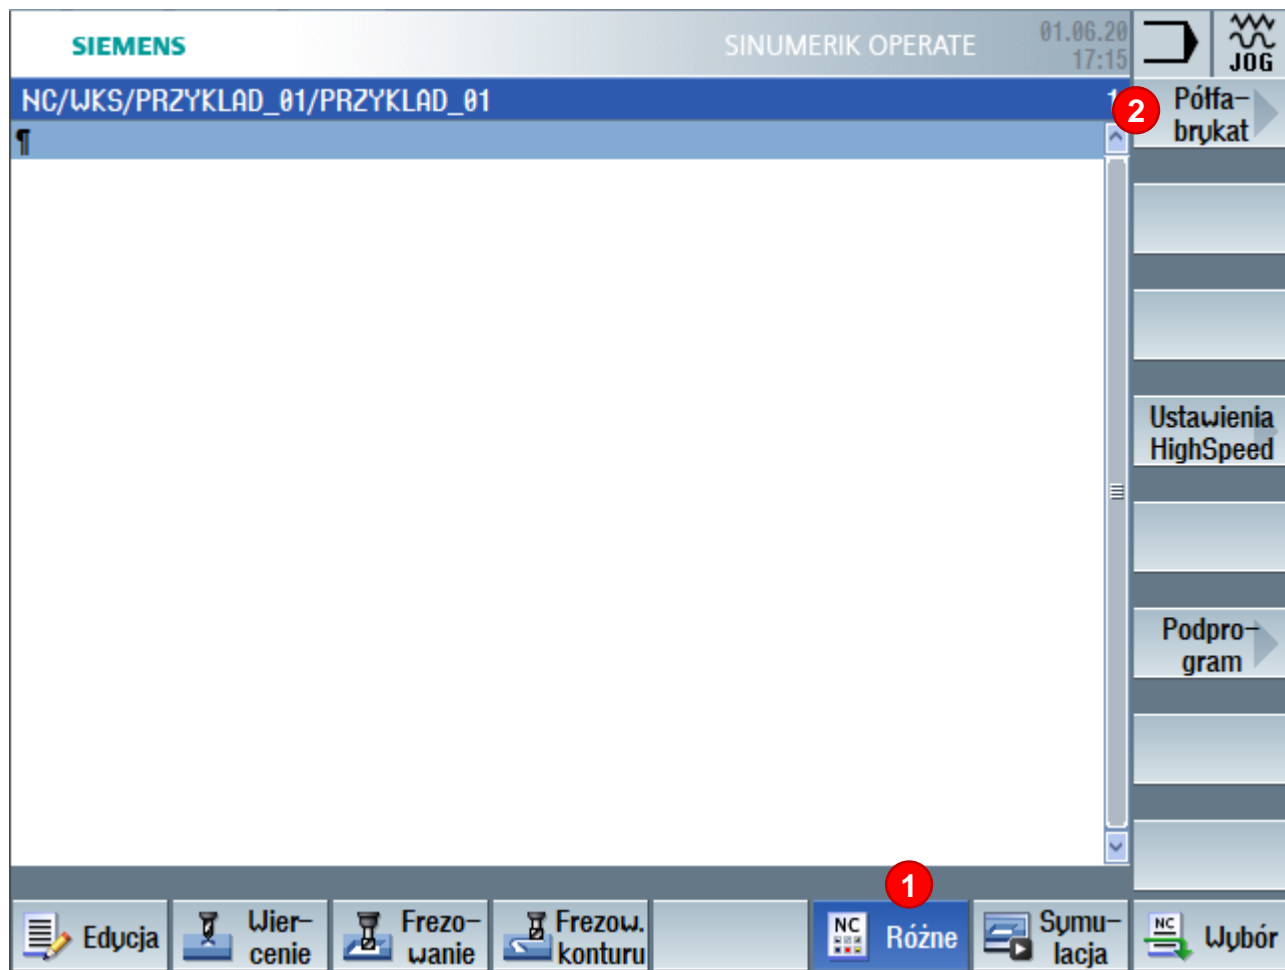 SIEMENS
SINUMERIK OPERATE
01.06.20
17:15
JOG
NC/WKS/PRZYKLAD_01/PRZYKLAD_01
1
¶
2
Półfa-
brykat
Ustawienia
HighSpeed
Podpro-
gram
1
Edycja
Wier-
cenie
Frezo-
wanie
Frezow.
konturu
NC
Różne
Symu-
lacja
NC
Wybór